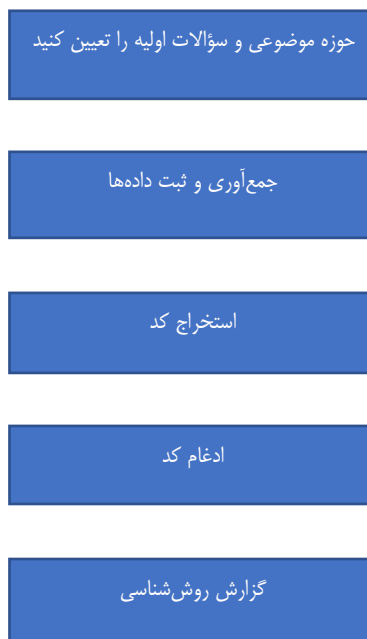 حوزه موضوعی و سؤالات اولیه را تعیین کنید
جمع‌آوری و ثبت داده‌ها
استخراج کد
ادغام کد
گزارش روش‌شناسی